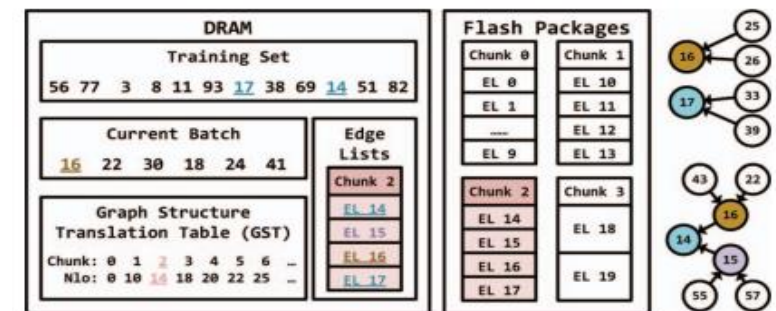 DRAM
Training Set
56 77 3 8 11 93 17 38 69 14 51 82
Current Batch
16 22 30 18 24 41
Graph Structure
Translation Table (GST)
Chunk: 0 1 2 3 4 5 6 …
Nlo: 0 10 14 18 20 22 25 …
Edge
Lists
Chunk 2
EL 14
EL 15
EL 16
EL 17
Flash Packages
Chunk 0
EL 0
EL 1
……
EL 9
Chunk 1
EL 10
EL 11
EL 12
EL 13
Chunk 2
EL 14
EL 15
EL 16
EL 17
Chunk 3
EL 18
EL 19
25
16
26
17
33
39
43
22
16
14
15
55
57